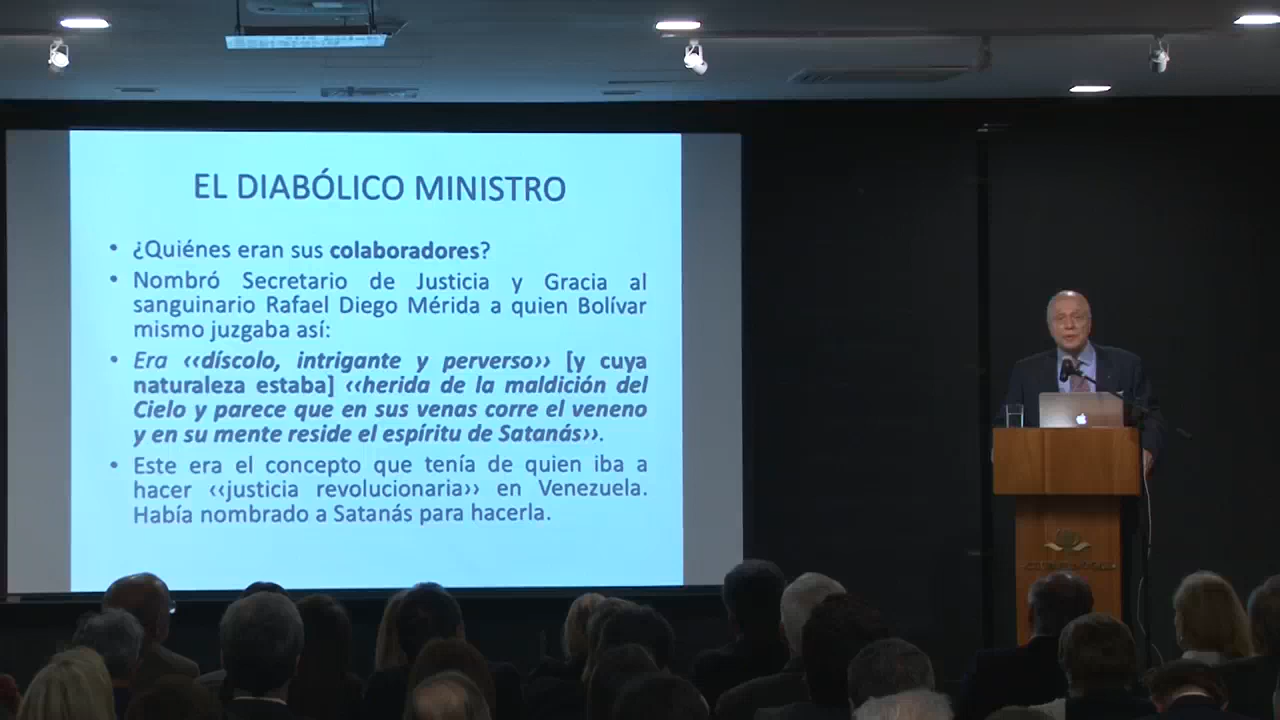 EL DIABÓLICO MINISTRO
• ¿Quiénes eran sus colaboradores?
• Nombró Secretario de Justicia y Gracia al
sanguinario Rafael Diego Mérida a quien Bolívar
mismo juzgaba así:
• Era ‹‹díscolo, intrigante y perverso›› [y cuya
naturaleza estaba] ‹‹herida de la maldición del
Cielo y parece que en sus venas corre el veneno
y en su mente reside el espíritu de Satanás››.
• Este era el concepto que tenía de quien iba a
hacer ‹‹justicia revolucionaria›› en Venezuela.
Había nombrado a Satanás para hacerla.